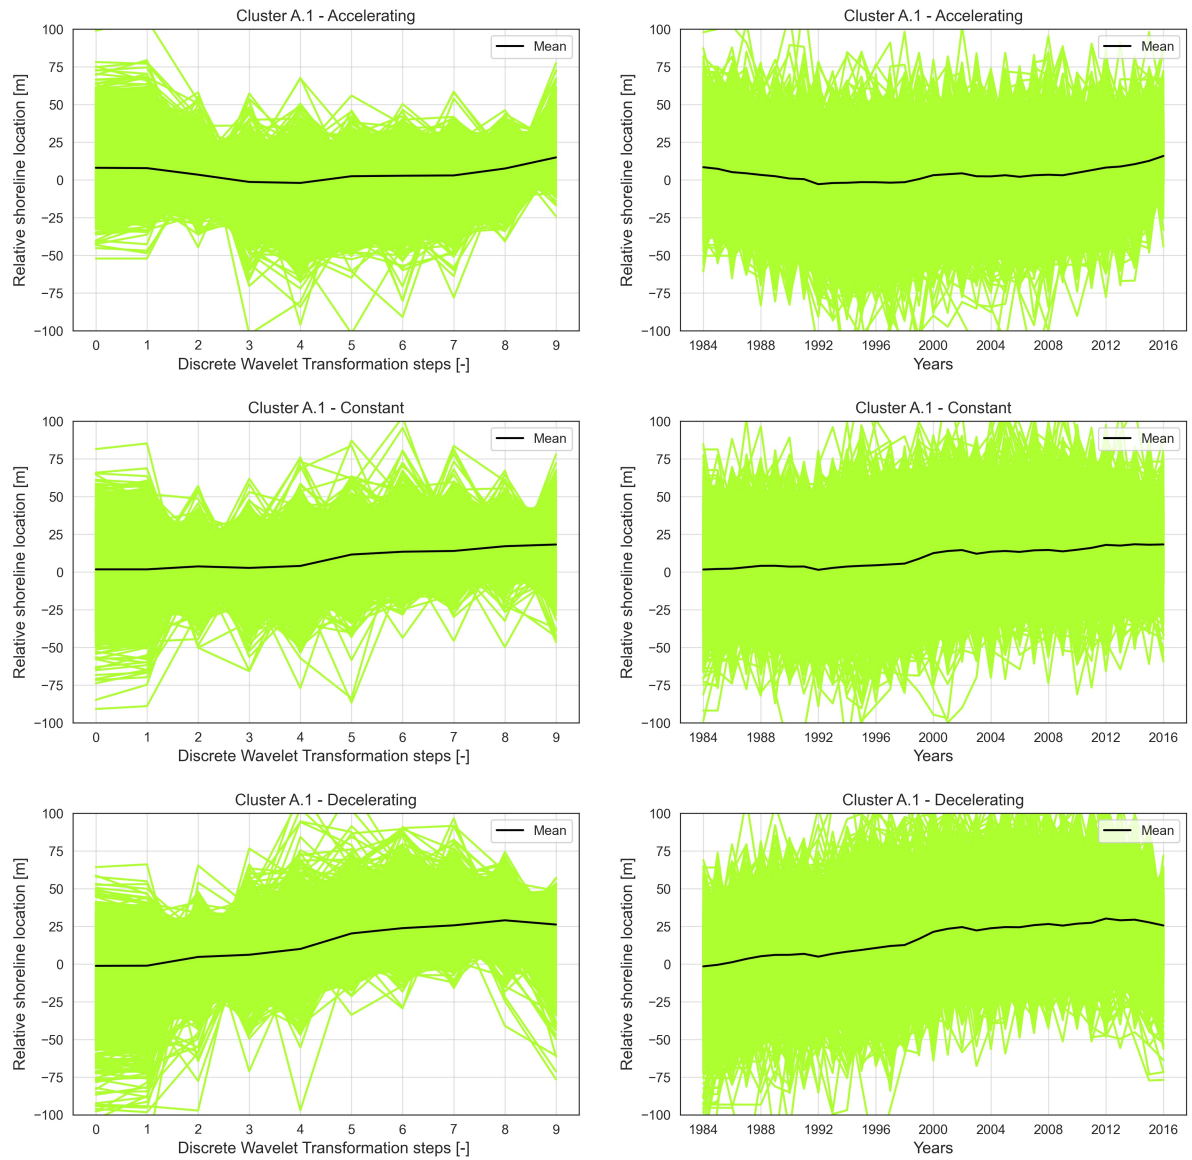 Cluster A.1 - Accelerating
Relative shoreline location [m]
100
75
50
25
0
−25
−50
−75
−100
Mean
0 1 2 3 4 5 6 7 8 9
Discrete Wavelet Transformation steps [-]
Cluster A.1 - Accelerating
Relative shoreline location [m]
100
75
50
25
0
−25
−50
−75
−100
Mean
1984 1988 1992 1996 2000 2004 2008 2012 2016
Years
Cluster A.1 - Constant
Relative shoreline location [m]
100
75
50
25
0
−25
−50
−75
−100
Mean
0 1 2 3 4 5 6 7 8 9
Discrete Wavelet Transformation steps [-]
Cluster A.1 - Constant
Relative shoreline location [m]
100
75
50
25
0
−25
−50
−75
−100
Mean
1984 1988 1992 1996 2000 2004 2008 2012 2016
Years
Cluster A.1 - Decelerating
Relative shoreline location [m]
100
75
50
25
0
−25
−50
−75
−100
Mean
0 1 2 3 4 5 6 7 8 9
Discrete Wavelet Transformation steps [-]
Cluster A.1 - Decelerating
Relative shoreline location [m]
100
75
50
25
0
−25
−50
−75
−100
Mean
1984 1988 1992 1996 2000 2004 2008 2012 2016
Years